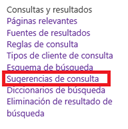 Consultas y resultados
Páginas relevantes
Fuentes de resultados
Reglas de consulta
Tipos de cliente de consulta
Esquema de búsqueda
Sugerencias de consulta
Diccionarios de búsqueda
Eliminación de resultado de
búsqueda